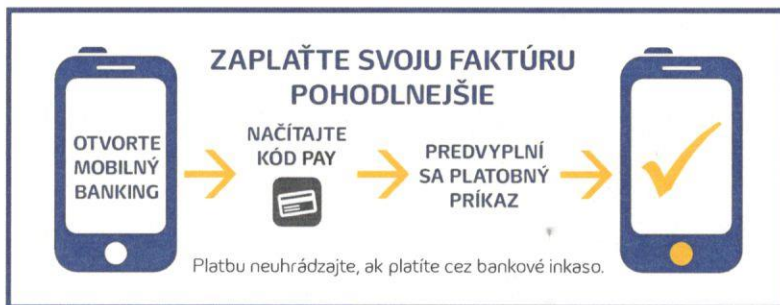 ZAPLAŤTE SVOJU FAKTÚRU
POHODLNEJŠIE
OTVORTE
MOBILNÝ
BANKING
NAČÍTAJTE
KÓD PAY
PREDVYPLNÍ
SA PLATOBNÝ
PRÍKAZ
Platbu neuhrádzajte, ak platíte cez bankové inkaso.